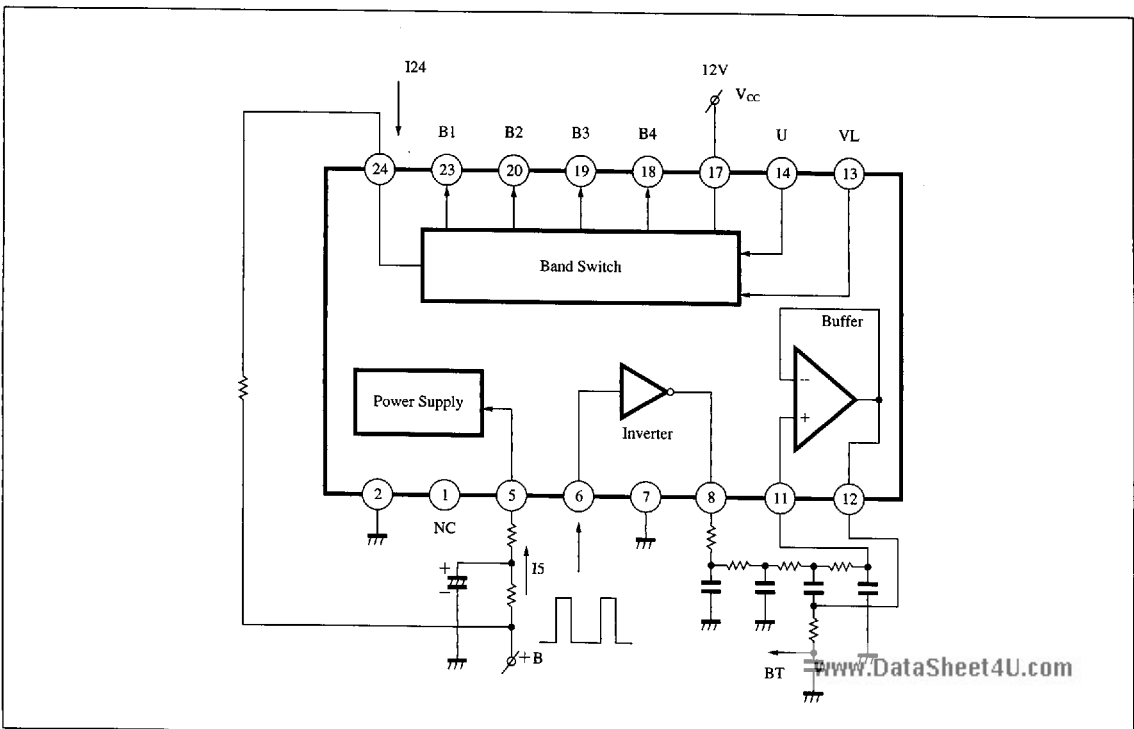 I24
12V
VCC
B1 B2 B3 B4 U VL
24 23 20 19 18 17 14 13
Band Switch
Buffer
−
+
Power Supply
Inverter
2 1 5 6 7 8 11 12
NC
+
−
I5
+B
BT
www.DataSheet4U.com